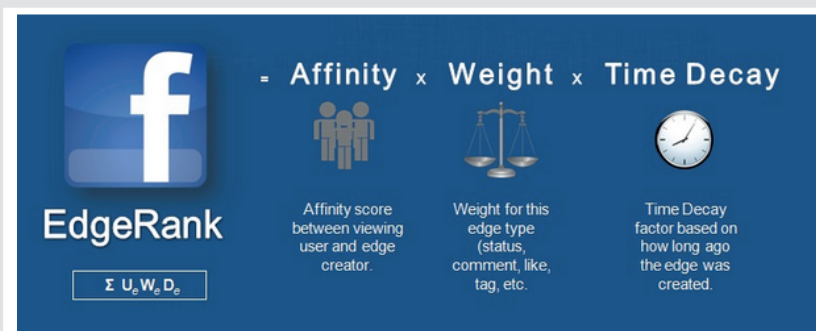 f
= Affinity x Weight x Time Decay
EdgeRank
Σ UₑWₑDₑ
Affinity score
between viewing
user and edge
creator.
Weight for this
edge type
(status,
comment, like,
tag, etc.
Time Decay
factor based on
how long ago
the edge was
created.